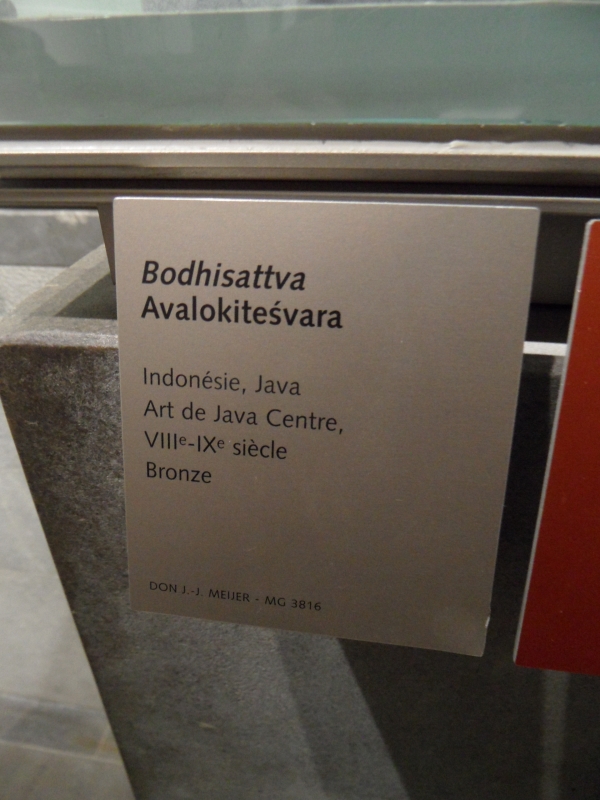 Bodhisattva
Avalokiteśvara
Indonésie, Java
Art de Java Centre,
VIIIᵉ-IXᵉ siècle
Bronze
DON J.-J. MEIJER - MG 3816